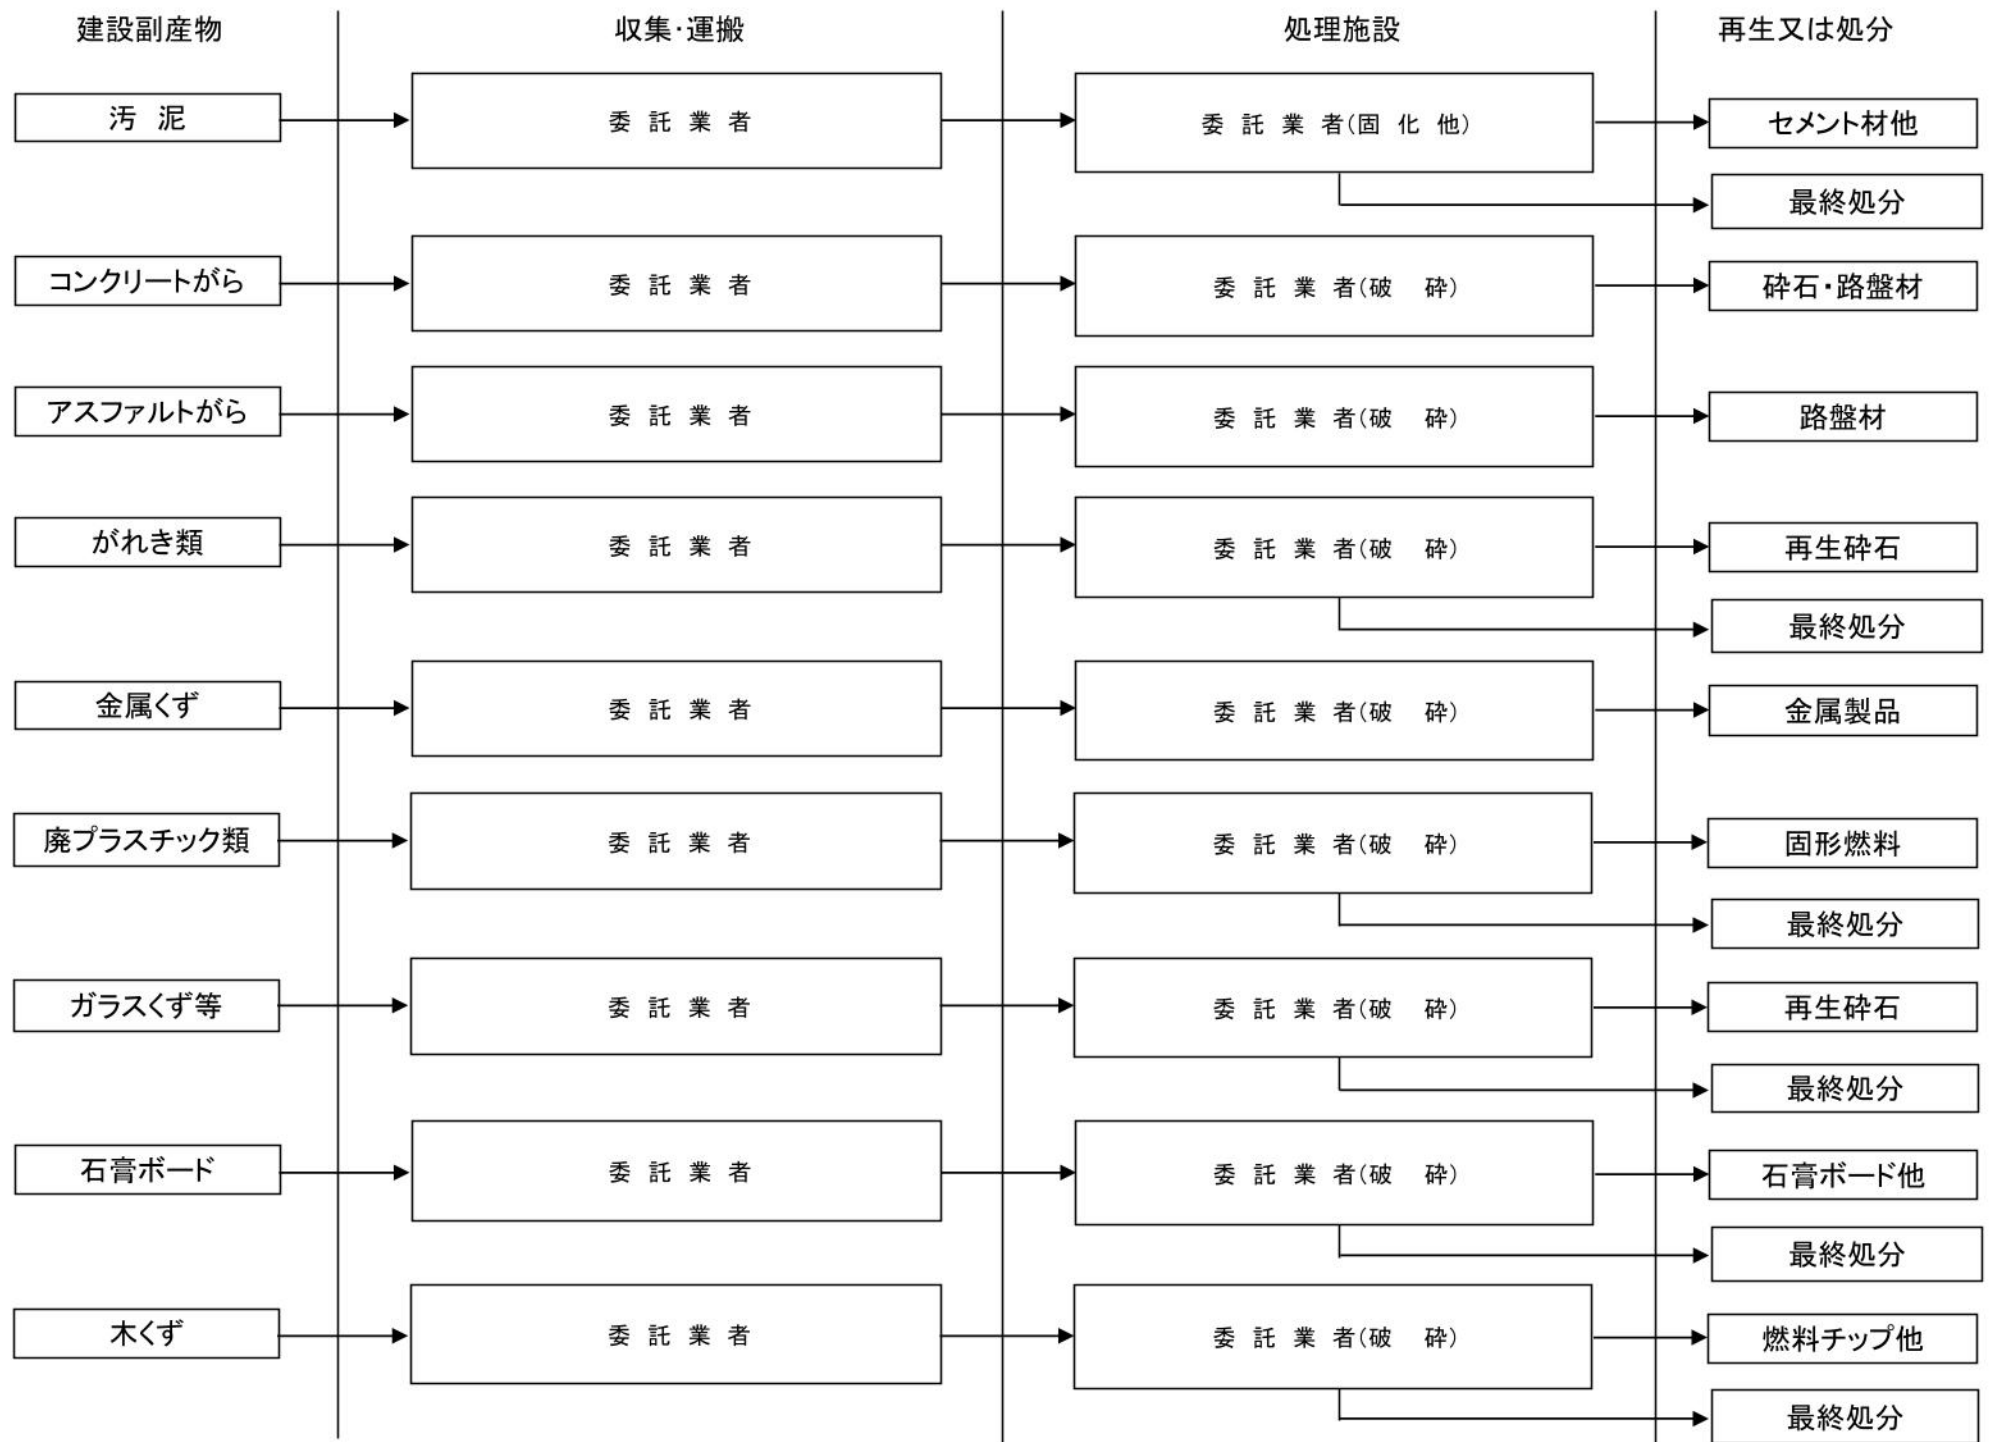 建設副産物 収集・運搬 処理施設 再生又は処分
汚 泥 委 託 業 者 委 託 業 者(固 化 他) セメント材他
最終処分
コンクリートがら 委 託 業 者 委 託 業 者(破 砕) 砕石・路盤材
アスファルトがら 委 託 業 者 委 託 業 者(破 砕) 路盤材
がれき類 委 託 業 者 委 託 業 者(破 砕) 再生砕石
最終処分
金属くず 委 託 業 者 委 託 業 者(破 砕) 金属製品
廃プラスチック類 委 託 業 者 委 託 業 者(破 砕) 固形燃料
最終処分
ガラスくず等 委 託 業 者 委 託 業 者(破 砕) 再生砕石
最終処分
石膏ボード 委 託 業 者 委 託 業 者(破 砕) 石膏ボード他
最終処分
木くず 委 託 業 者 委 託 業 者(破 砕) 燃料チップ他
最終処分